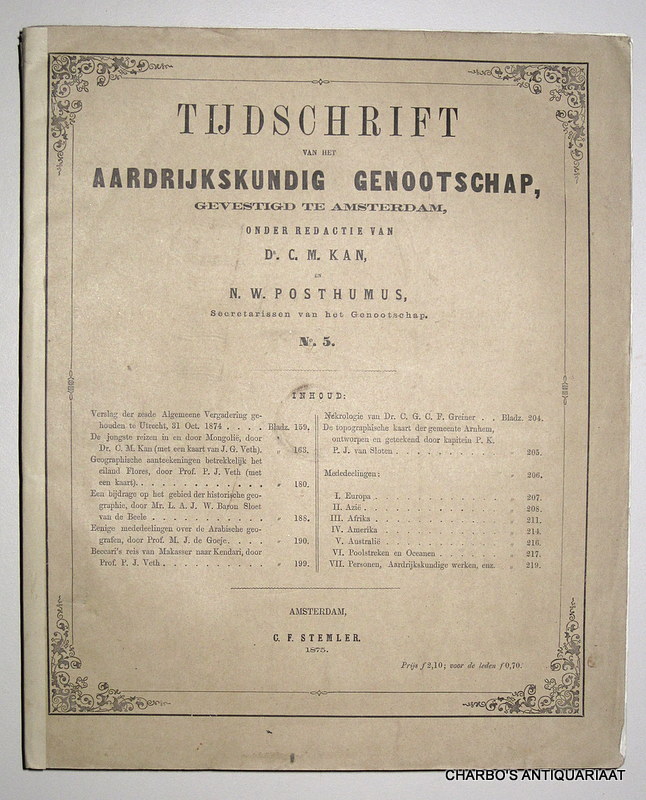 TIJDSCHRIFT
VAN HET
AARDRIJKSKUNDIG GENOOTSCHAP,
GEVESTIGD TE AMSTERDAM,
ONDER REDACTIE VAN
Dr. C. M. KAN,
EN
N. W. POSTHUMUS,
Secretarissen van het Genootschap.
No. 5.
INHOUD:
Verslag der zesde Algemeene Vergadering ge-
houden te Utrecht, 31 Oct. 1874 . . . . Bladz. 159.
De jongste reizen in en door Mongolië, door
Dr. C. M. Kan (met een kaart van J. G. Veth). „ 163.
Geographische aanteekeningen betrekkelijk het
eiland Flores, door Prof. P. J. Veth (met
een kaart). . . . . . . . . . . . „ 180.
Een bijdrage op het gebied der historische geo-
graphie, door Mr. L. A. J. W. Baron Sloet
van de Beele . . . . . . . . . . . „ 188.
Eenige mededeelingen over de Arabische geo-
grafen, door Prof. M. J. de Goeje. . . . . „ 190.
Beccari's reis van Makasser naar Kendari, door
Prof. P. J. Veth . . . . . . . . . . „ 199.
Nekrologie van Dr. C. G. C. F. Greiner . . Bladz. 204.
De topographische kaart der gemeente Arnhem,
ontworpen en geteekend door kapitein P. K.
P. J. van Sloten . . . . . . . . . . „ 205.
Mededeelingen: „ 206.
I. Europa . . . . . . . . . . . „ 207.
II. Azië . . . . . . . . . . . . „ 208.
III. Afrika . . . . . . . . . . . „ 211.
IV. Amerika . . . . . . . . . . „ 214.
V. Australië . . . . . . . . . . „ 216.
VI. Poolstreken en Oceanen . . . . . „ 217.
VII. Personen, Aardrijkskundige werken, enz. „ 219.
AMSTERDAM,
C. F. STEMLER.
1875.
Prijs f 2,10; voor de leden f 0,70.
CHARBO'S ANTIQUARIAAT